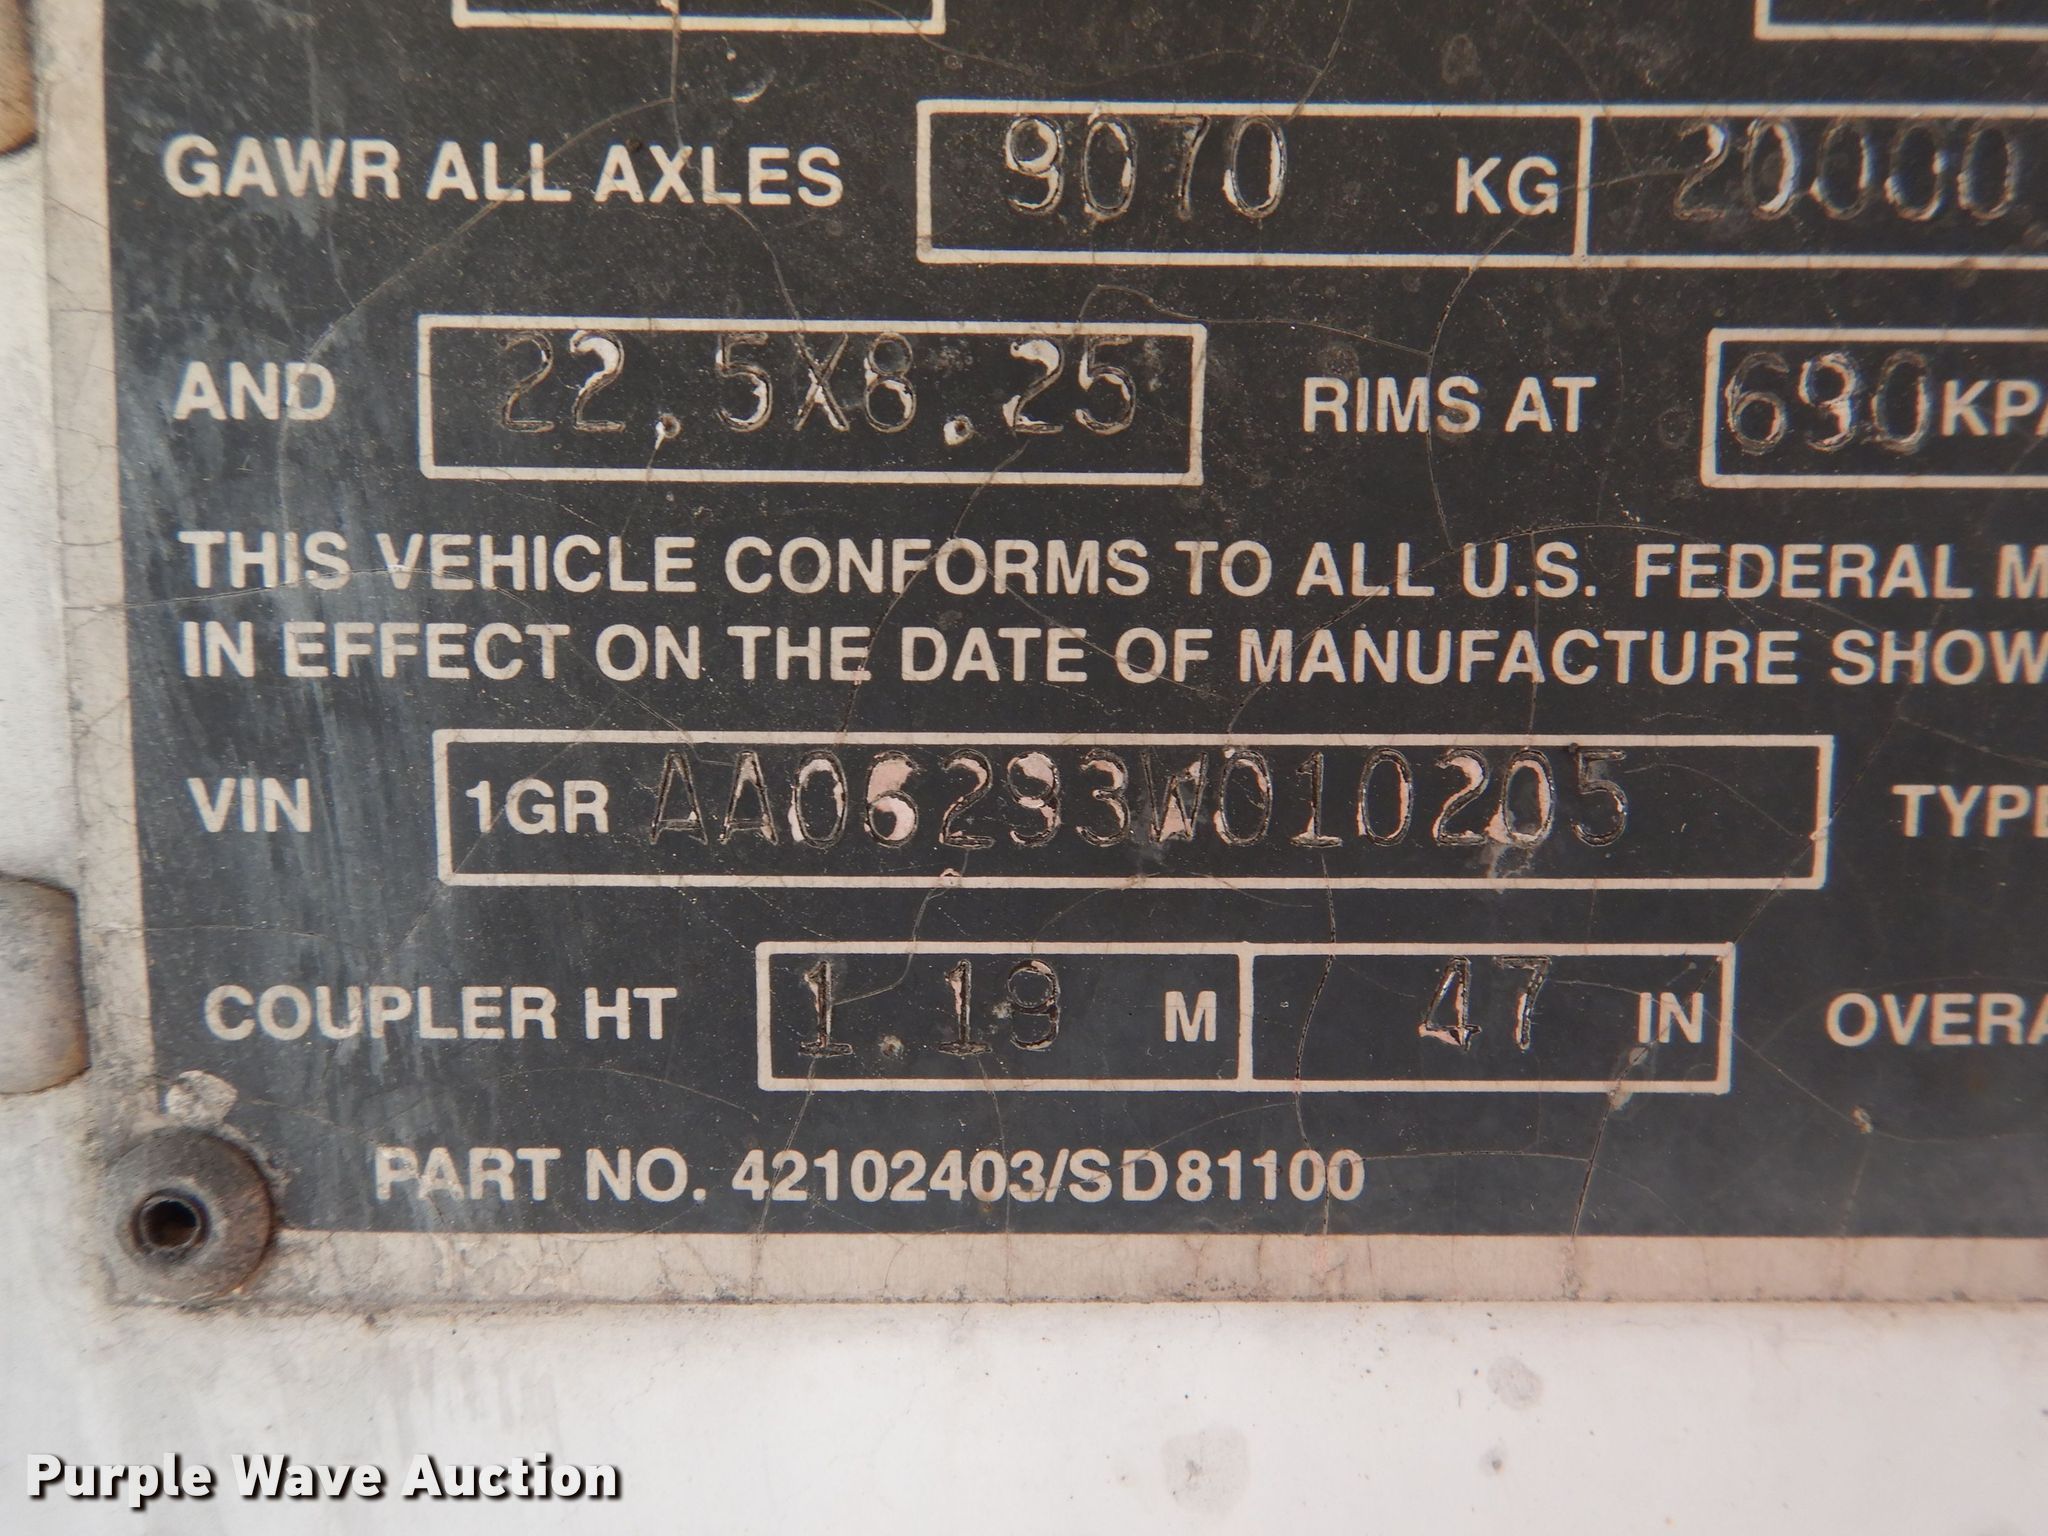 GAWR ALL AXLES 9070 KG 20000
AND 22.5X8.25 RIMS AT 690 KPA
THIS VEHICLE CONFORMS TO ALL U.S. FEDERAL M
IN EFFECT ON THE DATE OF MANUFACTURE SHOW
VIN 1GR AA06293W010205 TYPE
COUPLER HT 1.19 M 47 IN OVERA
PART NO. 42102403/SD81100
Purple Wave Auction